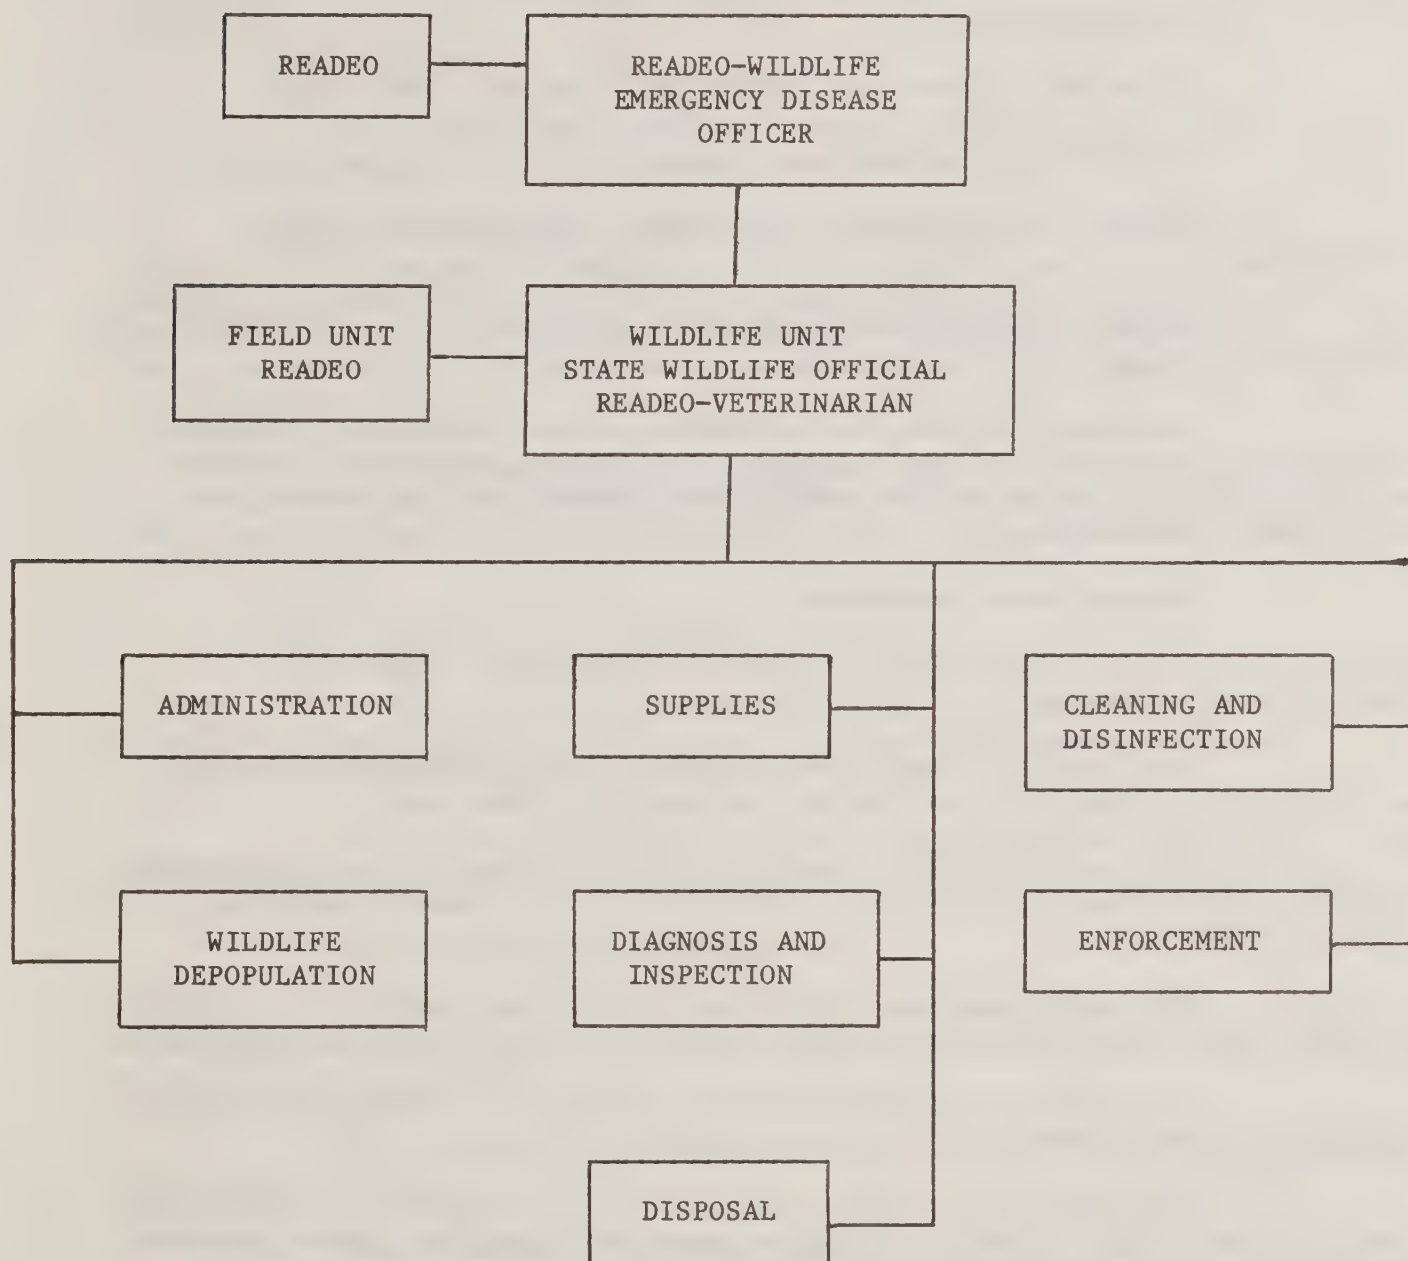 READEO
READEO-WILDLIFE
EMERGENCY DISEASE
OFFICER
FIELD UNIT
READEO
WILDLIFE UNIT
STATE WILDLIFE OFFICIAL
READEO-VETERINARIAN
ADMINISTRATION
SUPPLIES
CLEANING AND
DISINFECTION
WILDLIFE
DEPOPULATION
DIAGNOSIS AND
INSPECTION
ENFORCEMENT
DISPOSAL